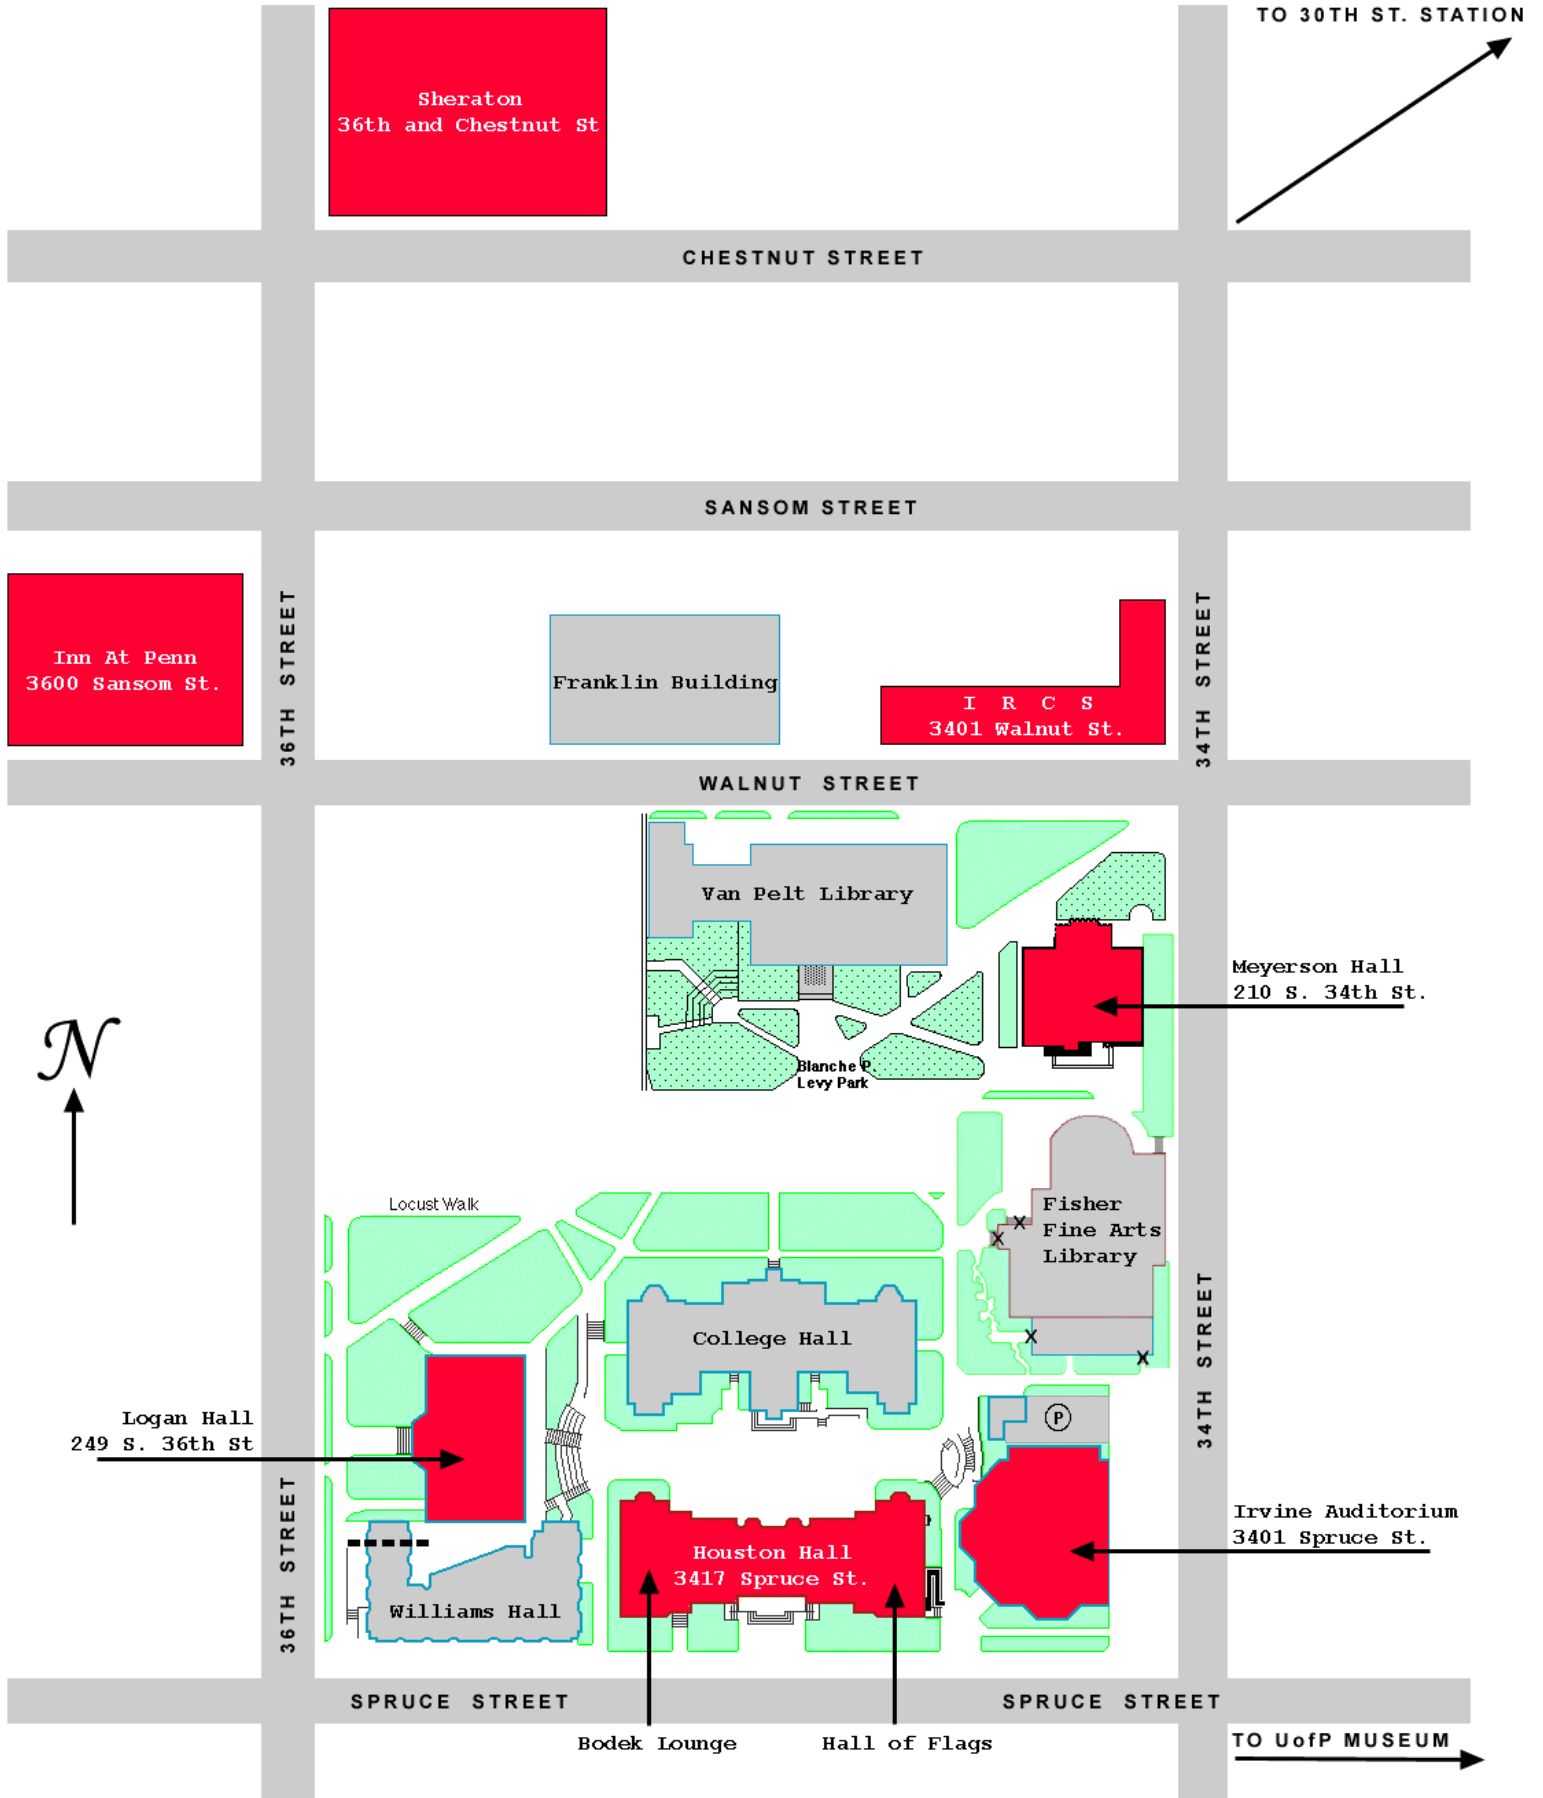 TO 30TH ST. STATION
Sheraton
36th and Chestnut St
CHESTNUT STREET
SANSOM STREET
36TH STREET
34TH STREET
Inn At Penn
3600 Sansom St.
Franklin Building
I R C S
3401 Walnut St.
WALNUT STREET
Van Pelt Library
Meyerson Hall
210 S. 34th St.
N
Blanche P
Levy Park
Locust Walk
Fisher
Fine Arts
Library
X
X
College Hall
X
X
34TH STREET
Logan Hall
249 S. 36th St
P
36TH STREET
Houston Hall
3417 Spruce St.
Irvine Auditorium
3401 Spruce St.
Williams Hall
SPRUCE STREET
SPRUCE STREET
Bodek Lounge
Hall of Flags
TO UofP MUSEUM